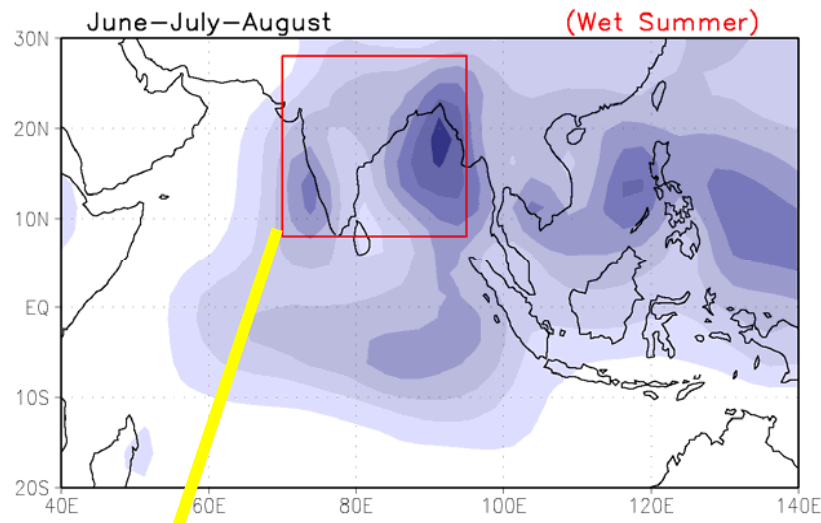 June–July–August (Wet Summer)
30N
20N
10N
EQ
10S
20S
40E 60E 80E 100E 120E 140E